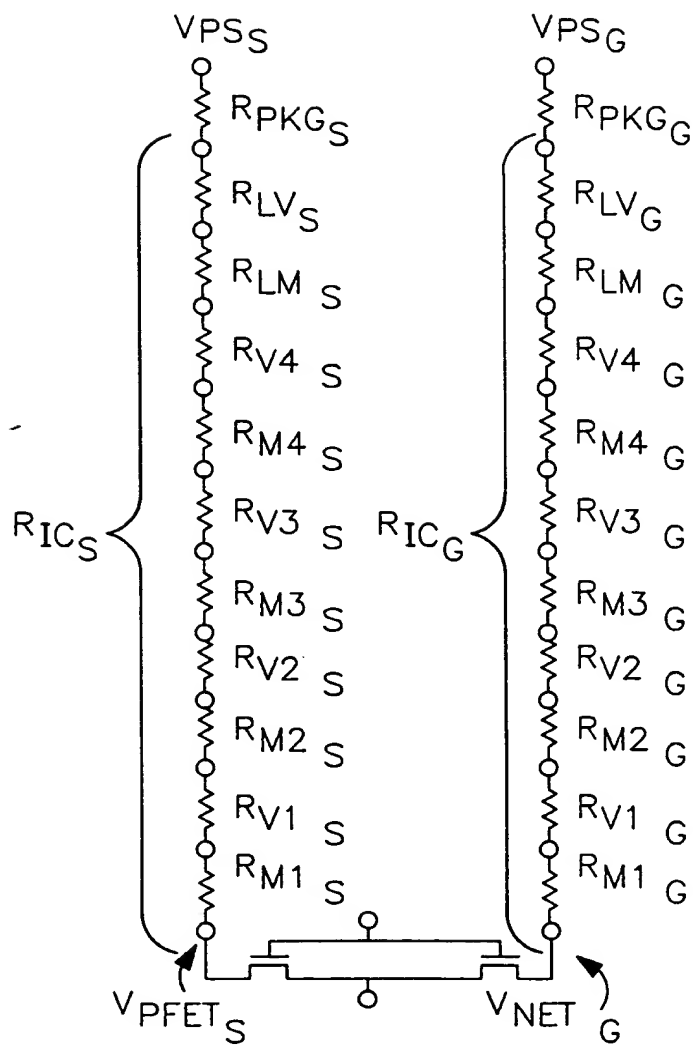 VPSS VPSG
RPKGS RPKGG
RLVS RLVG
RLM S RLM G
RV4 S RV4 G
RM4 S RM4 G
RICS RV3 S RICG RV3 G
RM3 S RM3 G
RV2 S RV2 G
RM2 S RM2 G
RV1 S RV1 G
RM1 S RM1 G
VPFETS VNET G